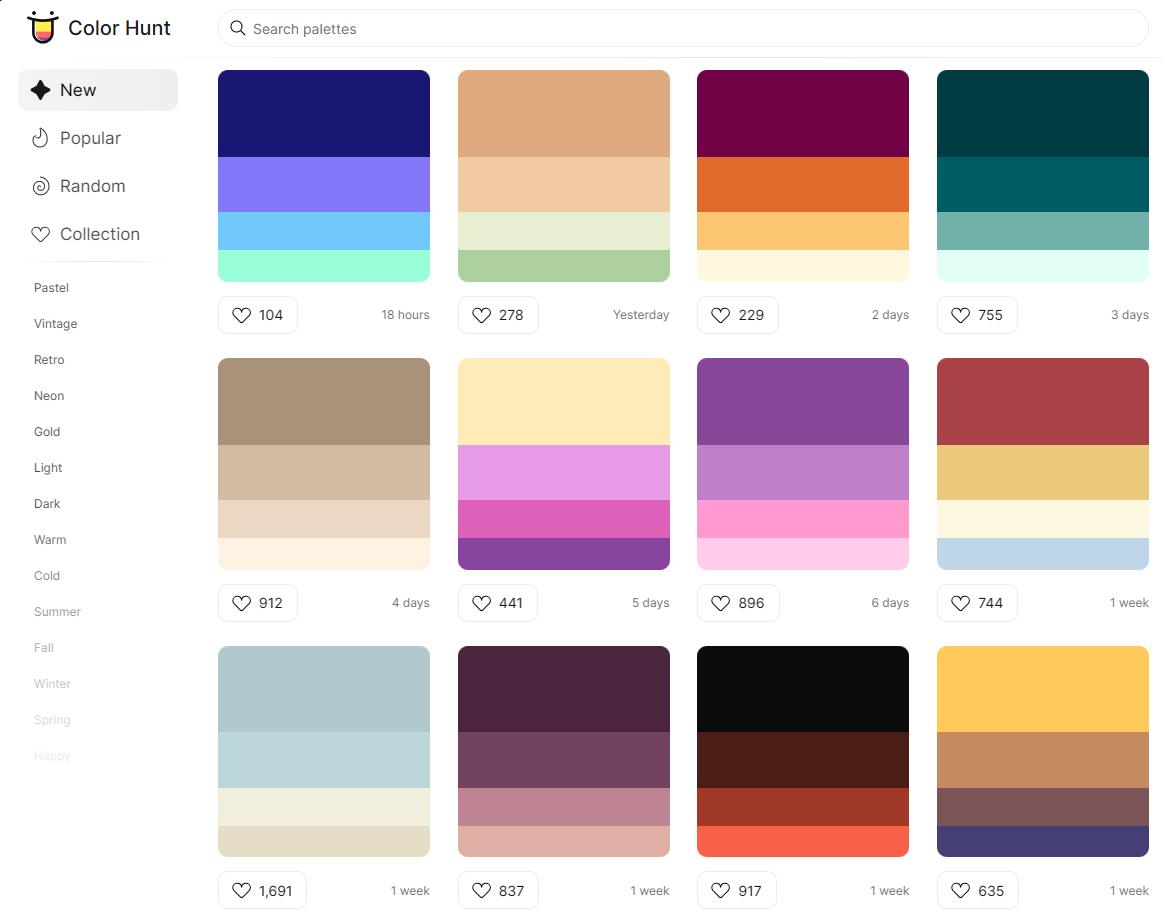 Color Hunt
Search palettes
New
Popular
Random
Collection
Pastel
Vintage
Retro
Neon
Gold
Light
Dark
Warm
Cold
Summer
Fall
Winter
Spring
Happy
104 18 hours
278 Yesterday
229 2 days
755 3 days
912 4 days
441 5 days
896 6 days
744 1 week
1,691 1 week
837 1 week
917 1 week
635 1 week